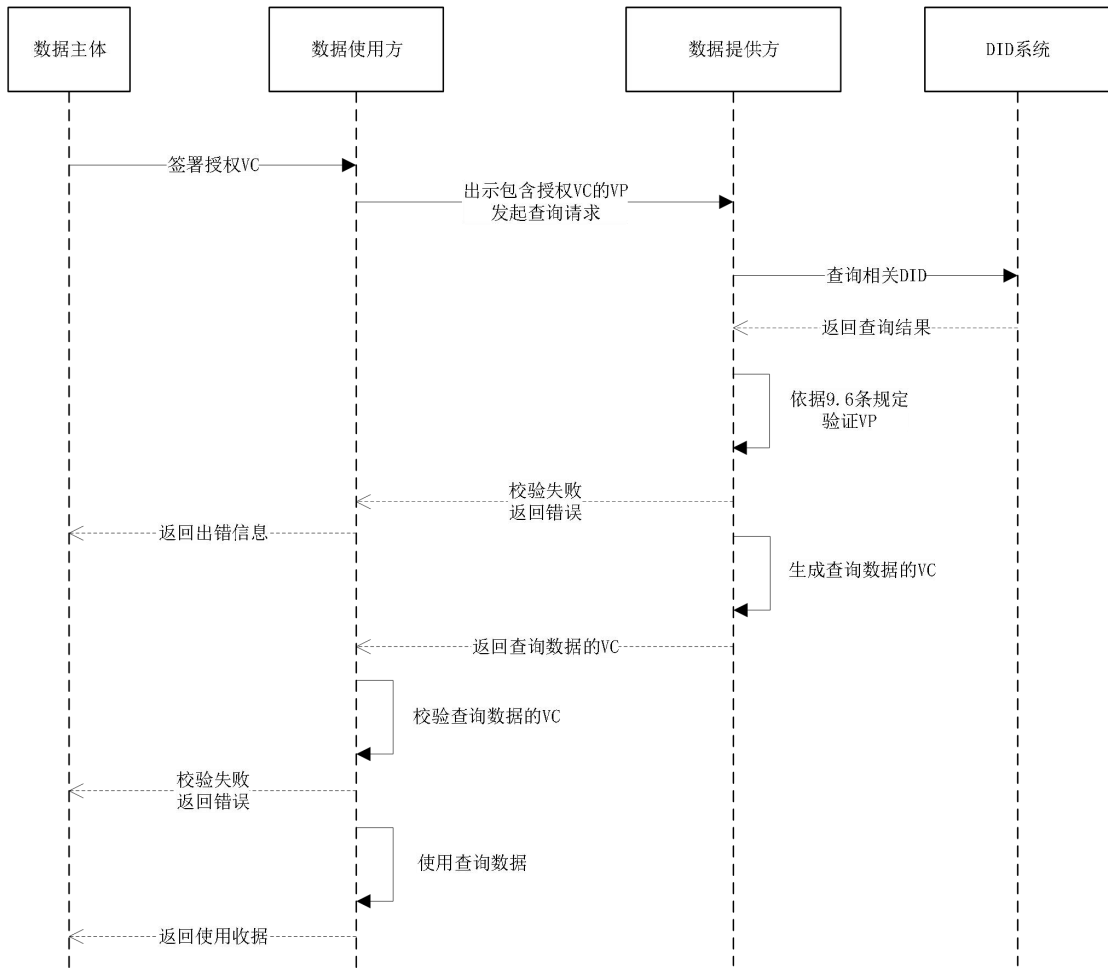 数据主体
数据使用方
数据提供方
DID系统
签署授权VC
出示包含授权VC的VP
发起查询请求
查询相关DID
返回查询结果
依据9.6条规定
验证VP
校验失败
返回错误
返回出错信息
生成查询数据的VC
返回查询数据的VC
校验查询数据的VC
校验失败
返回错误
使用查询数据
返回使用收据